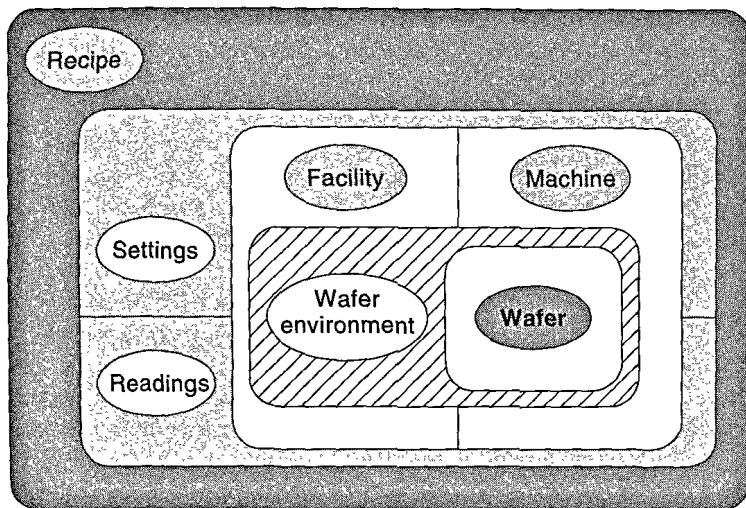 Recipe
Facility
Machine
Settings
Wafer
environment
Wafer
Readings